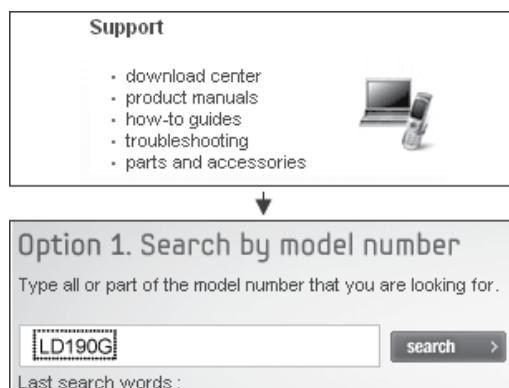 Support
· download center
· product manuals
· how-to guides
· troubleshooting
· parts and accessories
Option 1. Search by model number
Type all or part of the model number that you are looking for.
LD190G
search >
Last search words :